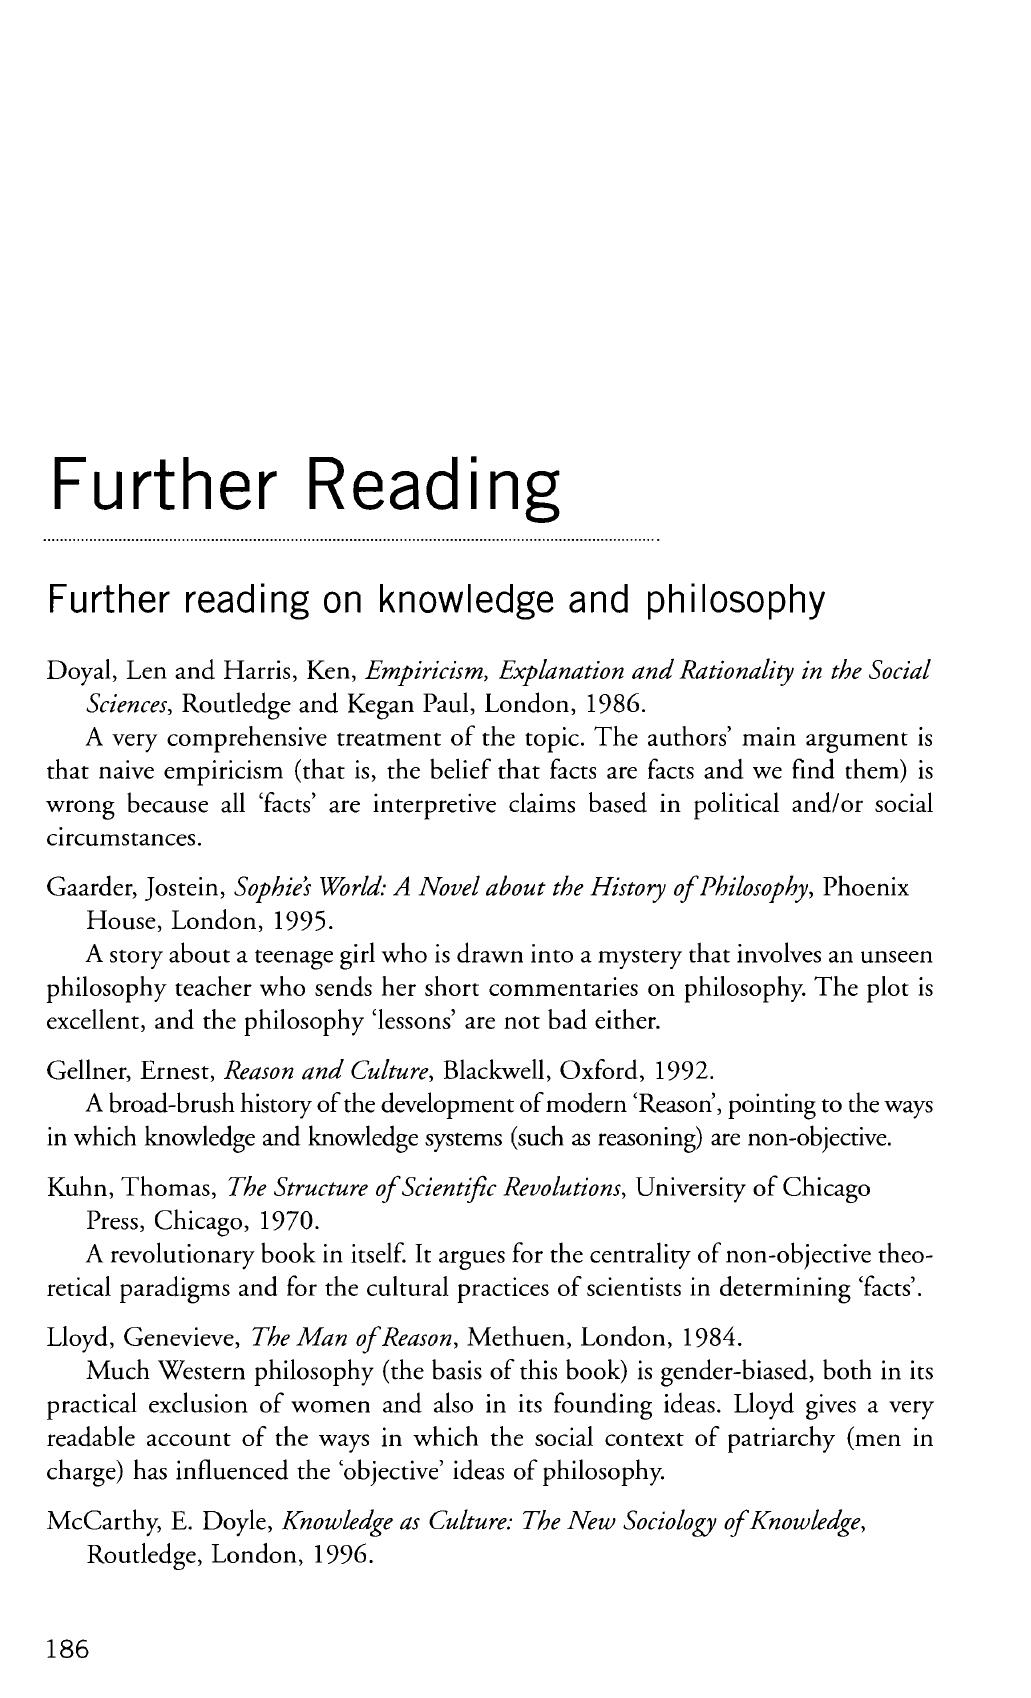 Further Reading
Further reading on knowledge and philosophy
Doyal, Len and Harris, Ken, Empiricism, Explanation and Rationality in the Social
Sciences, Routledge and Kegan Paul, London, 1986.
A very comprehensive treatment of the topic. The authors’ main argument is
that naive empiricism (that is, the belief that facts are facts and we find them) is
wrong because all ‘facts’ are interpretive claims based in political and/or social
circumstances.
Gaarder, Jostein, Sophie’s World: A Novel about the History of Philosophy, Phoenix
House, London, 1995.
A story about a teenage girl who is drawn into a mystery that involves an unseen
philosophy teacher who sends her short commentaries on philosophy. The plot is
excellent, and the philosophy ‘lessons’ are not bad either.
Gellner, Ernest, Reason and Culture, Blackwell, Oxford, 1992.
A broad-brush history of the development of modern ‘Reason’, pointing to the ways
in which knowledge and knowledge systems (such as reasoning) are non-objective.
Kuhn, Thomas, The Structure of Scientific Revolutions, University of Chicago
Press, Chicago, 1970.
A revolutionary book in itself. It argues for the centrality of non-objective theo-
retical paradigms and for the cultural practices of scientists in determining ‘facts’.
Lloyd, Genevieve, The Man of Reason, Methuen, London, 1984.
Much Western philosophy (the basis of this book) is gender-biased, both in its
practical exclusion of women and also in its founding ideas. Lloyd gives a very
readable account of the ways in which the social context of patriarchy (men in
charge) has influenced the ‘objective’ ideas of philosophy.
McCarthy, E. Doyle, Knowledge as Culture: The New Sociology of Knowledge,
Routledge, London, 1996.
186